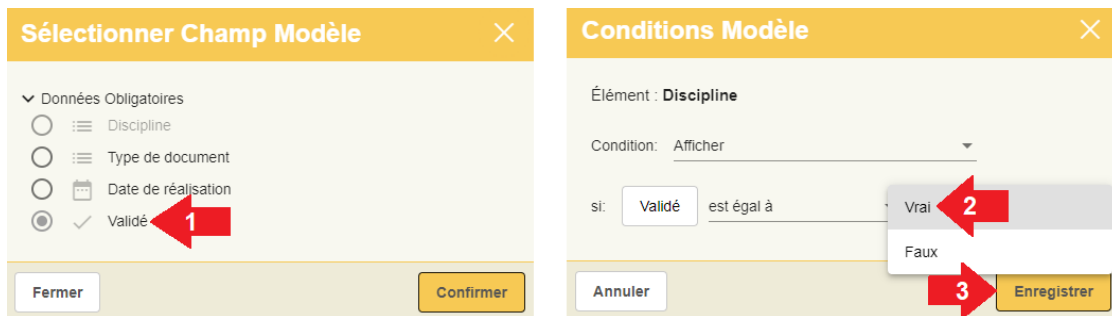 Sélectionner Champ Modèle
Données Obligatoires
Discipline
Type de document
Date de réalisation
Validé
1
Fermer
Confirmer
Conditions Modèle
Élément : Discipline
Condition: Afficher
si: Validé est égal à
Vrai
2
Faux
Annuler
3
Enregistrer